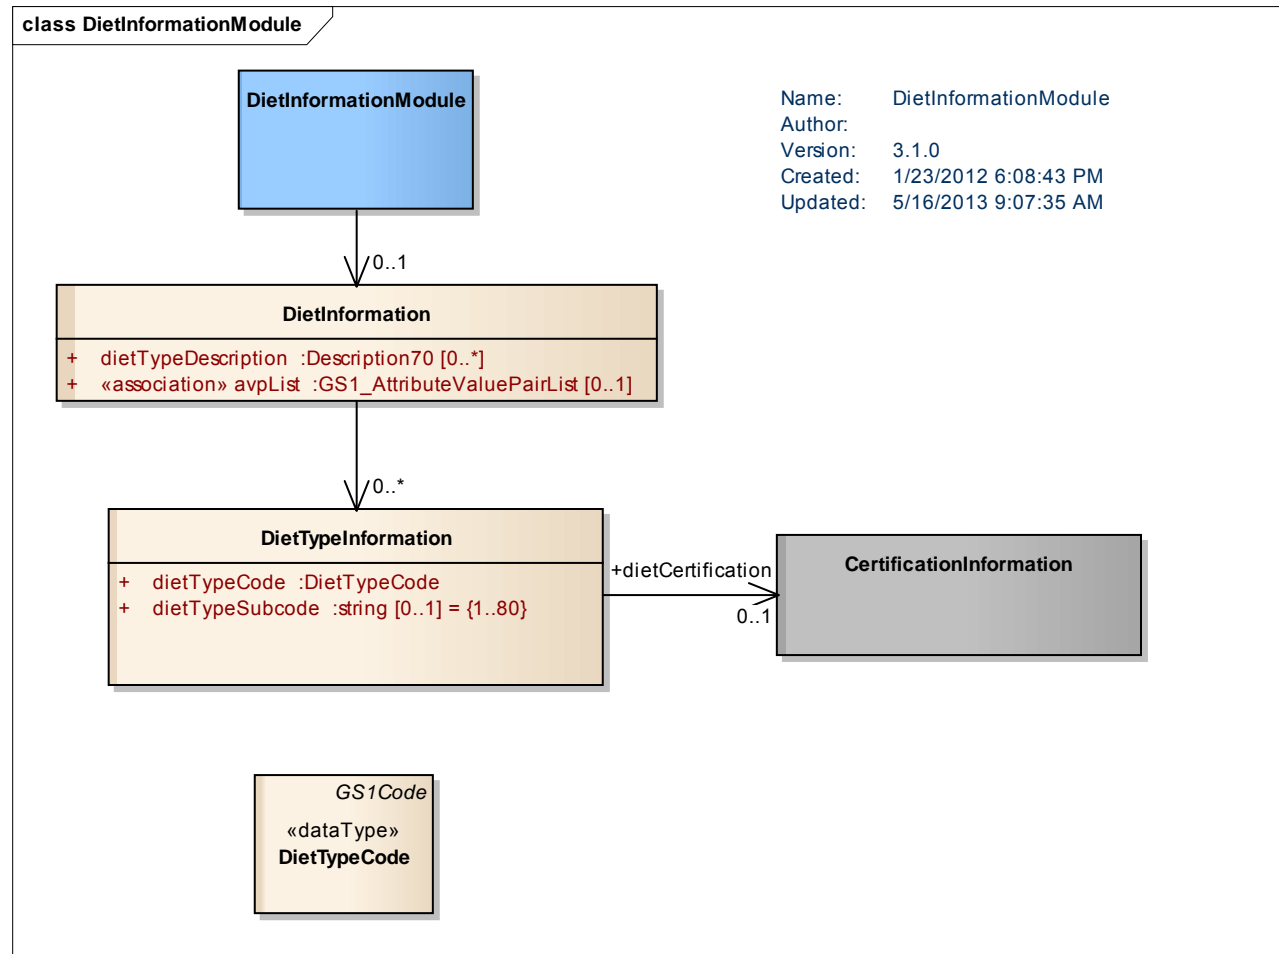 class DietInformationModule
DietInformationModule
Name: DietInformationModule
Author:
Version: 3.1.0
Created: 1/23/2012 6:08:43 PM
Updated: 5/16/2013 9:07:35 AM
0..1
DietInformation
+ dietTypeDescription :Description70 [0..*]
+ «association» avpList :GS1_AttributeValuePairList [0..1]
0..*
DietTypeInformation
+ dietTypeCode :DietTypeCode
+ dietTypeSubcode :string [0..1] = {1..80}
+dietCertification
0..1
CertificationInformation
GS1Code
«dataType»
DietTypeCode